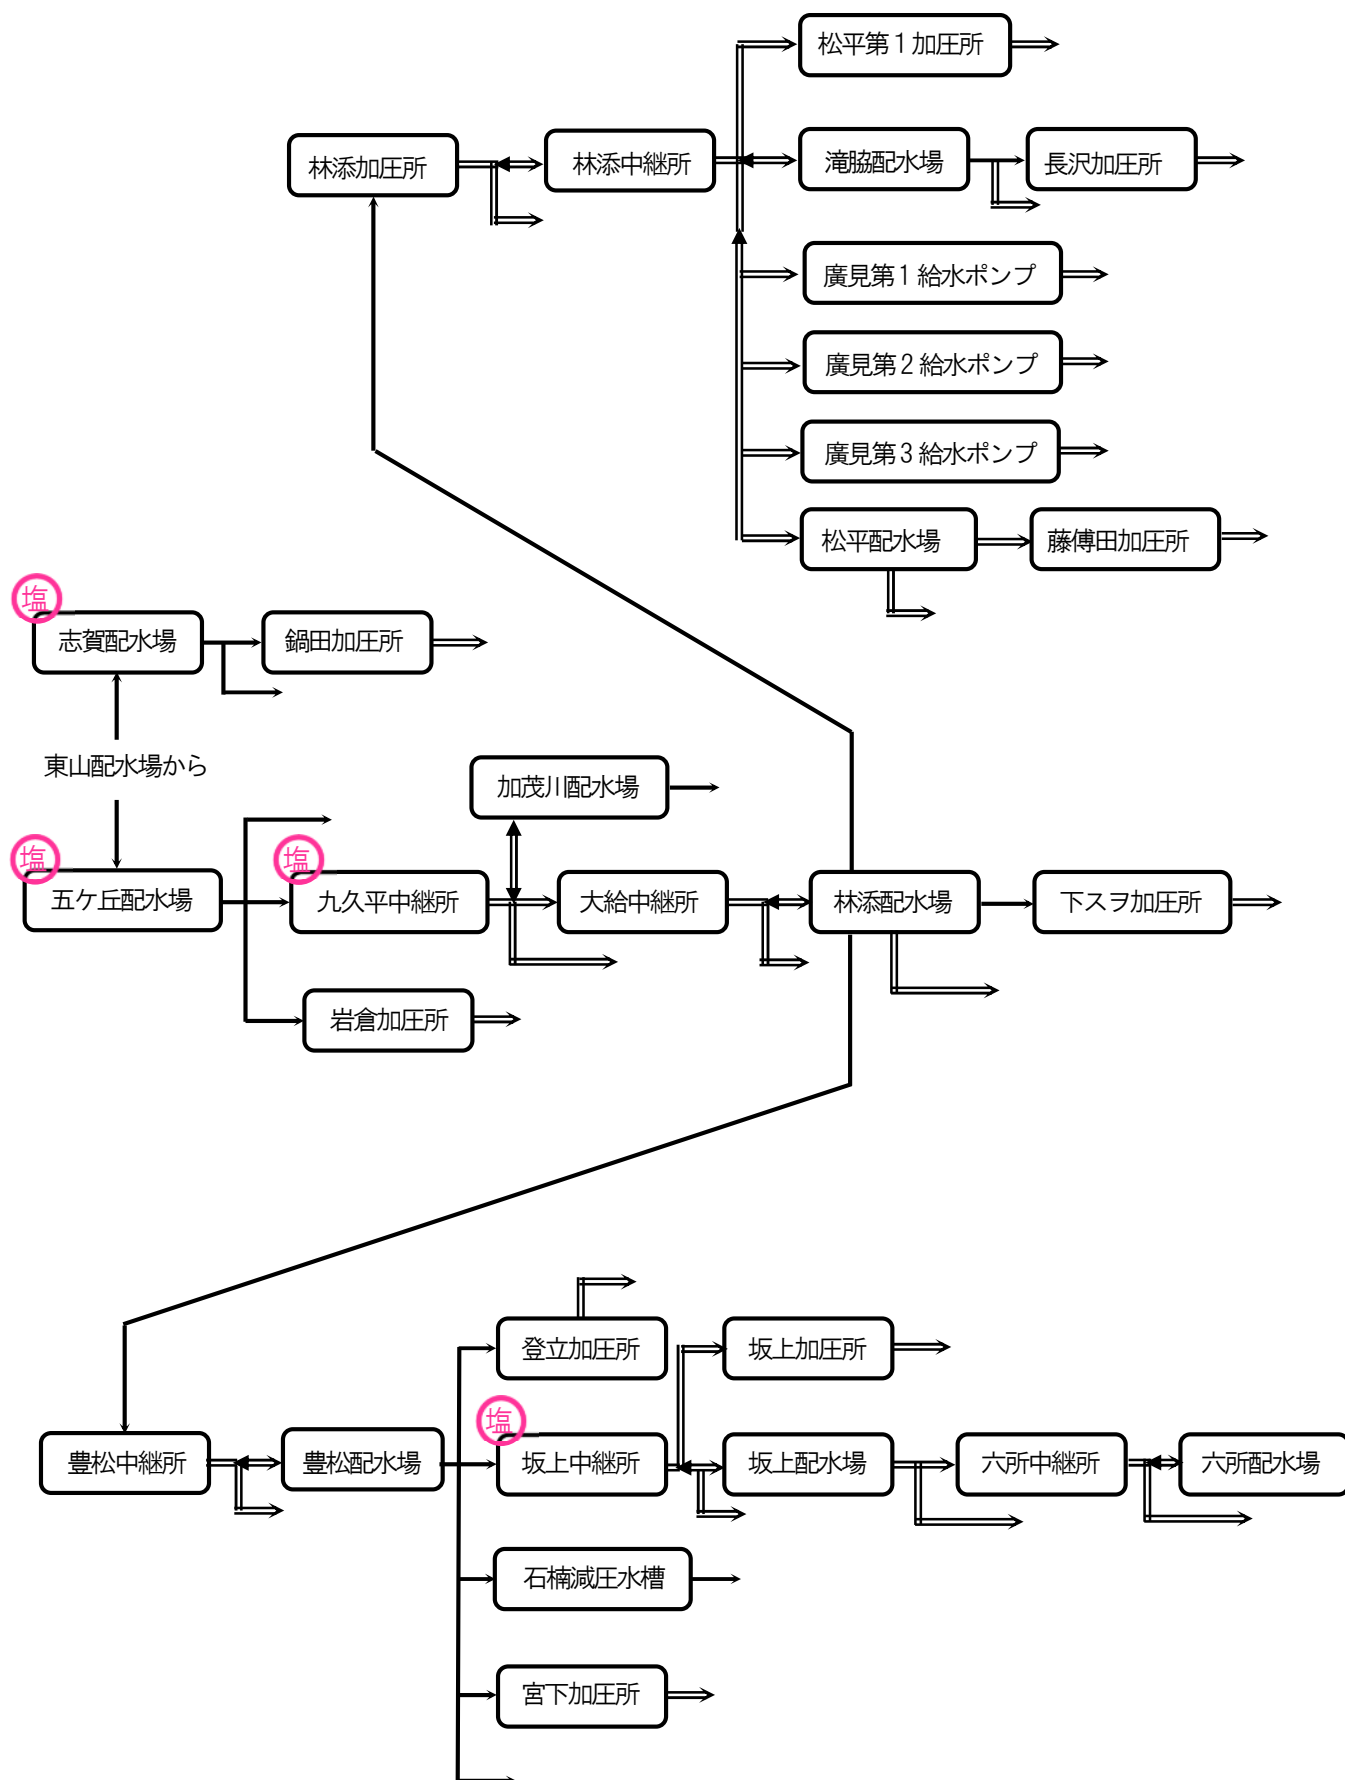 松平第1加圧所
林添加圧所
林添中継所
滝脇配水場
長沢加圧所
廣見第1給水ポンプ
廣見第2給水ポンプ
廣見第3給水ポンプ
松平配水場
藤傅田加圧所
塩
志賀配水場
鍋田加圧所
東山配水場から
加茂川配水場
塩
五ケ丘配水場
塩
九久平中継所
大給中継所
林添配水場
下スヲ加圧所
岩倉加圧所
登立加圧所
坂上加圧所
豊松中継所
豊松配水場
塩
坂上中継所
坂上配水場
六所中継所
六所配水場
石楠減圧水槽
宮下加圧所